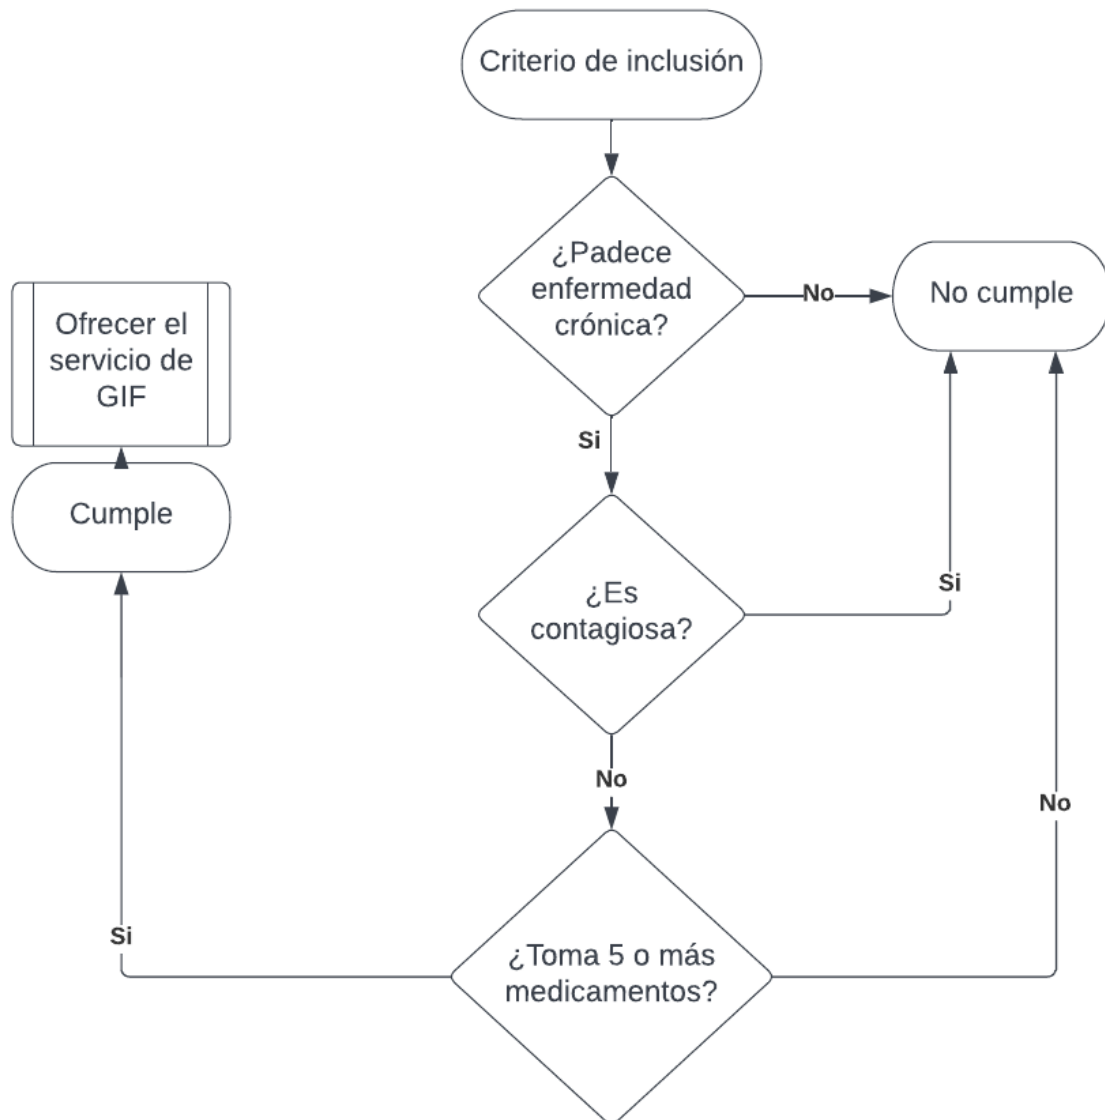 Criterio de inclusión
¿Padece
enfermedad
crónica?
No
No cumple
Ofrecer el
servicio de
GIF
Si
Cumple
¿Es
contagiosa?
Si
No
No
Si
¿Toma 5 o más
medicamentos?